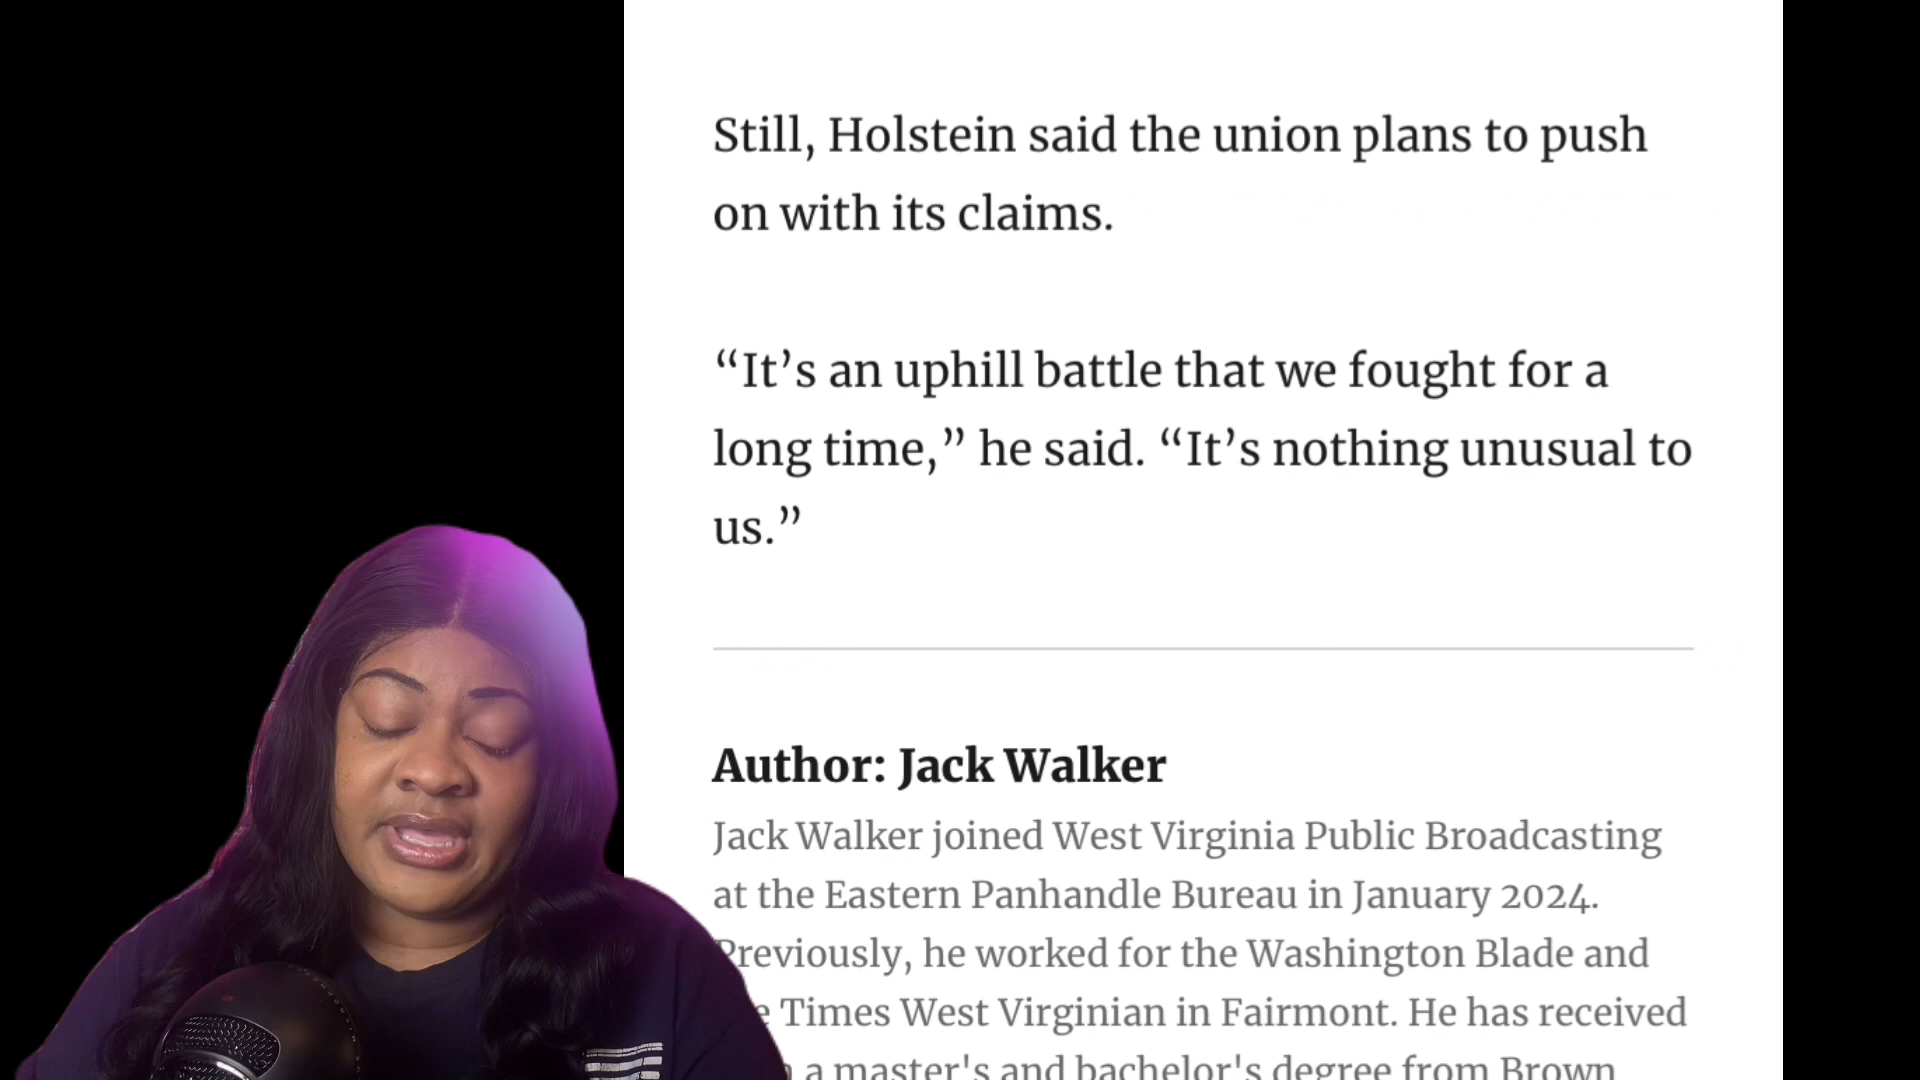 Still, Holstein said the union plans to push
on with its claims.
“It’s an uphill battle that we fought for a
long time,” he said. “It’s nothing unusual to
us.”
Author: Jack Walker
Jack Walker joined West Virginia Public Broadcasting
at the Eastern Panhandle Bureau in January 2024.
Previously, he worked for the Washington Blade and
Times West Virginian in Fairmont. He has received
a master's and bachelor's degree from Brown